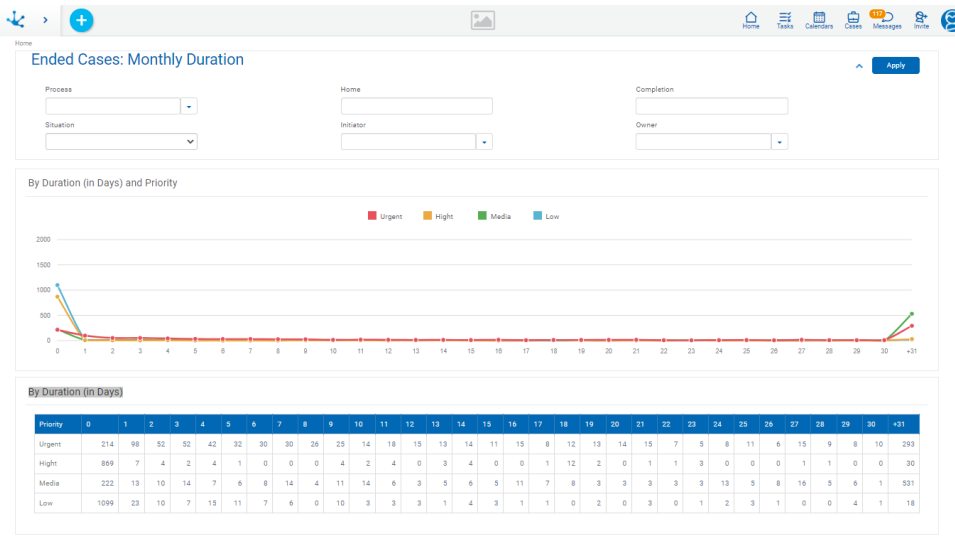 117
Home Tasks Calendars Cases Messages Invite
Home
Ended Cases: Monthly Duration
Apply
Process Home Completion
Situation Initiator Owner
By Duration (in Days) and Priority
Urgent Hight Media Low
2000
1500
1000
500
0
0 1 2 3 4 5 6 7 8 9 10 11 12 13 14 15 16 17 18 19 20 21 22 23 24 25 26 27 28 29 30 +31
By Duration (in Days)
Priority 0 1 2 3 4 5 6 7 8 9 10 11 12 13 14 15 16 17 18 19 20 21 22 23 24 25 26 27 28 29 30 +31
Urgent 214 98 52 52 42 32 30 30 26 25 14 18 15 13 14 11 15 8 12 13 14 15 7 5 8 11 6 15 9 8 10 293
Hight 869 7 4 2 4 1 0 0 0 4 2 4 0 3 4 0 0 1 12 2 0 1 1 3 0 0 0 1 1 0 0 30
Media 222 13 10 14 7 6 8 14 4 11 14 6 3 5 6 5 11 7 8 3 3 3 3 3 13 5 8 16 5 6 1 531
Low 1099 23 10 7 15 11 7 6 0 10 3 3 3 1 4 3 1 1 0 2 0 3 0 1 2 3 1 0 0 4 1 18